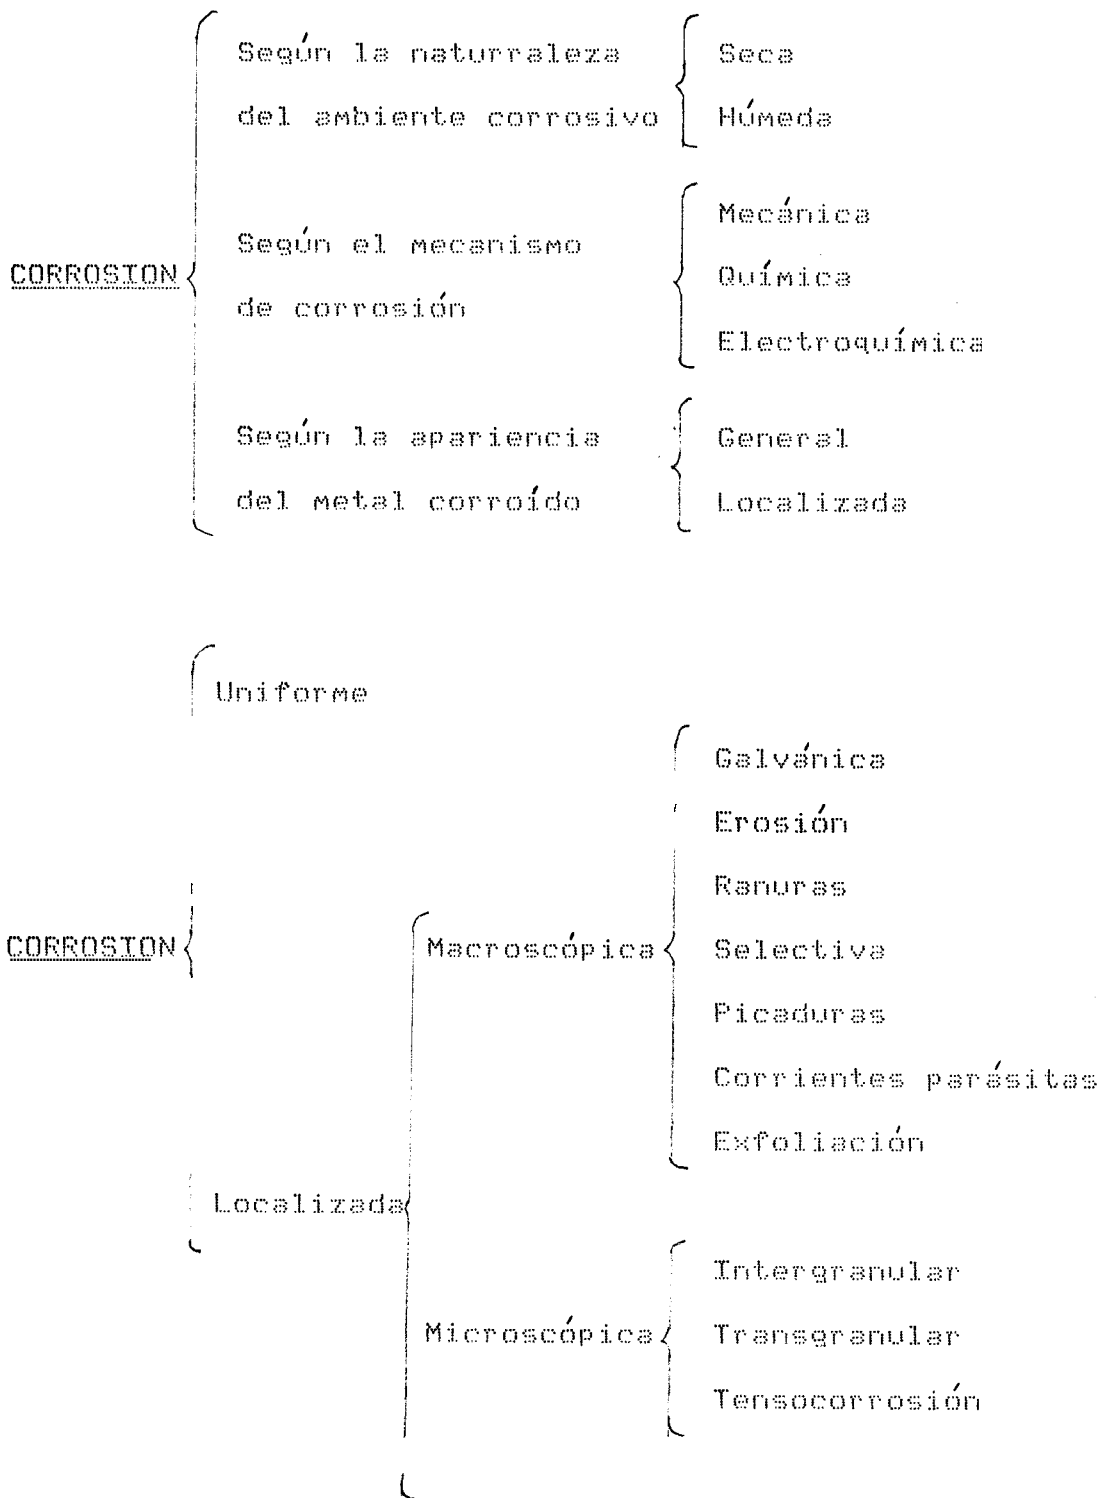 Según la naturraleza
del ambiente corrosivo
Seca
Húmeda
CORROSION
Según el mecanismo
de corrosión
Mecánica
Química
Electroquímica
Según la apariencia
del metal corroído
General
Localizada
CORROSION
Uniforme
Localizada
Macroscópica
Galvánica
Erosión
Ranuras
Selectiva
Picaduras
Corrientes parásitas
Exfoliación
Microscópica
Intergranular
Transgranular
Tensocorrosión